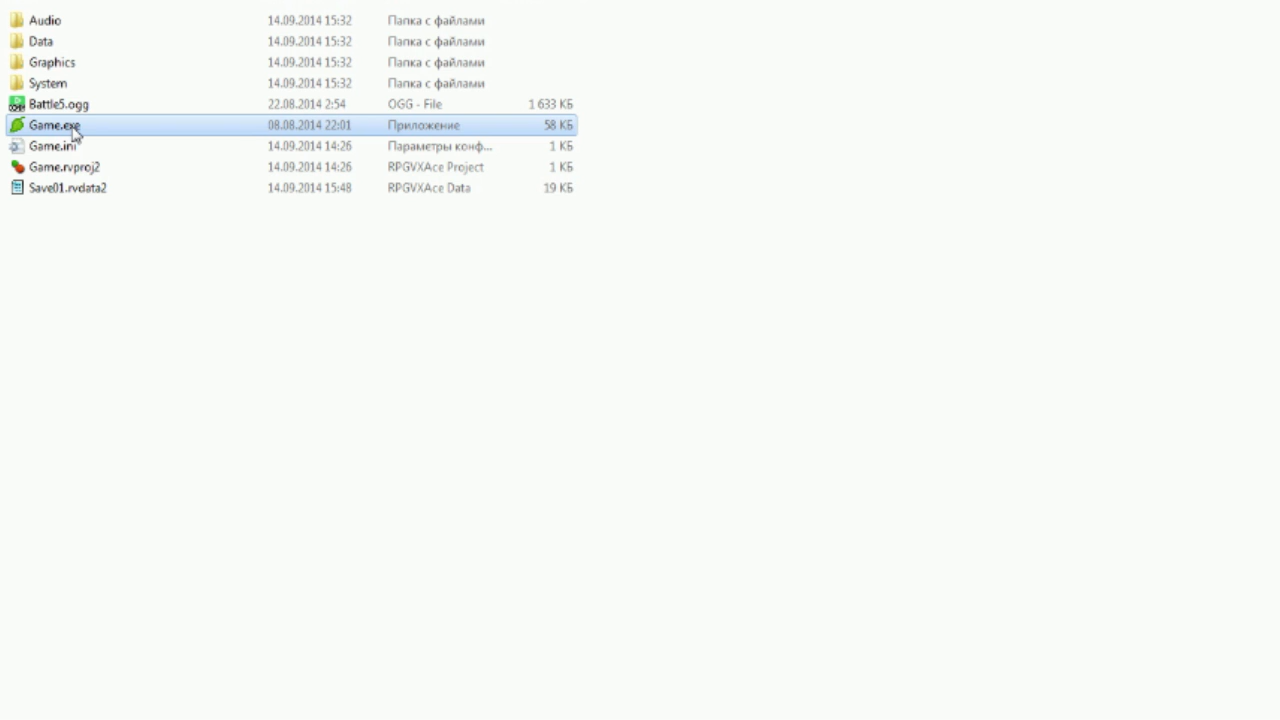 Audio 14.09.2014 15:32 Папка с файлами
Data 14.09.2014 15:32 Папка с файлами
Graphics 14.09.2014 15:32 Папка с файлами
System 14.09.2014 15:32 Папка с файлами
Battle5.ogg 22.08.2014 2:54 OGG - File 1 633 КБ
Game.exe 08.08.2014 22:01 Приложение 58 КБ
Game.ini 14.09.2014 14:26 Параметры конф... 1 КБ
Game.rvproj2 14.09.2014 14:26 RPGVXAce Project 1 КБ
Save01.rvdata2 14.09.2014 15:48 RPGVXAce Data 19 КБ